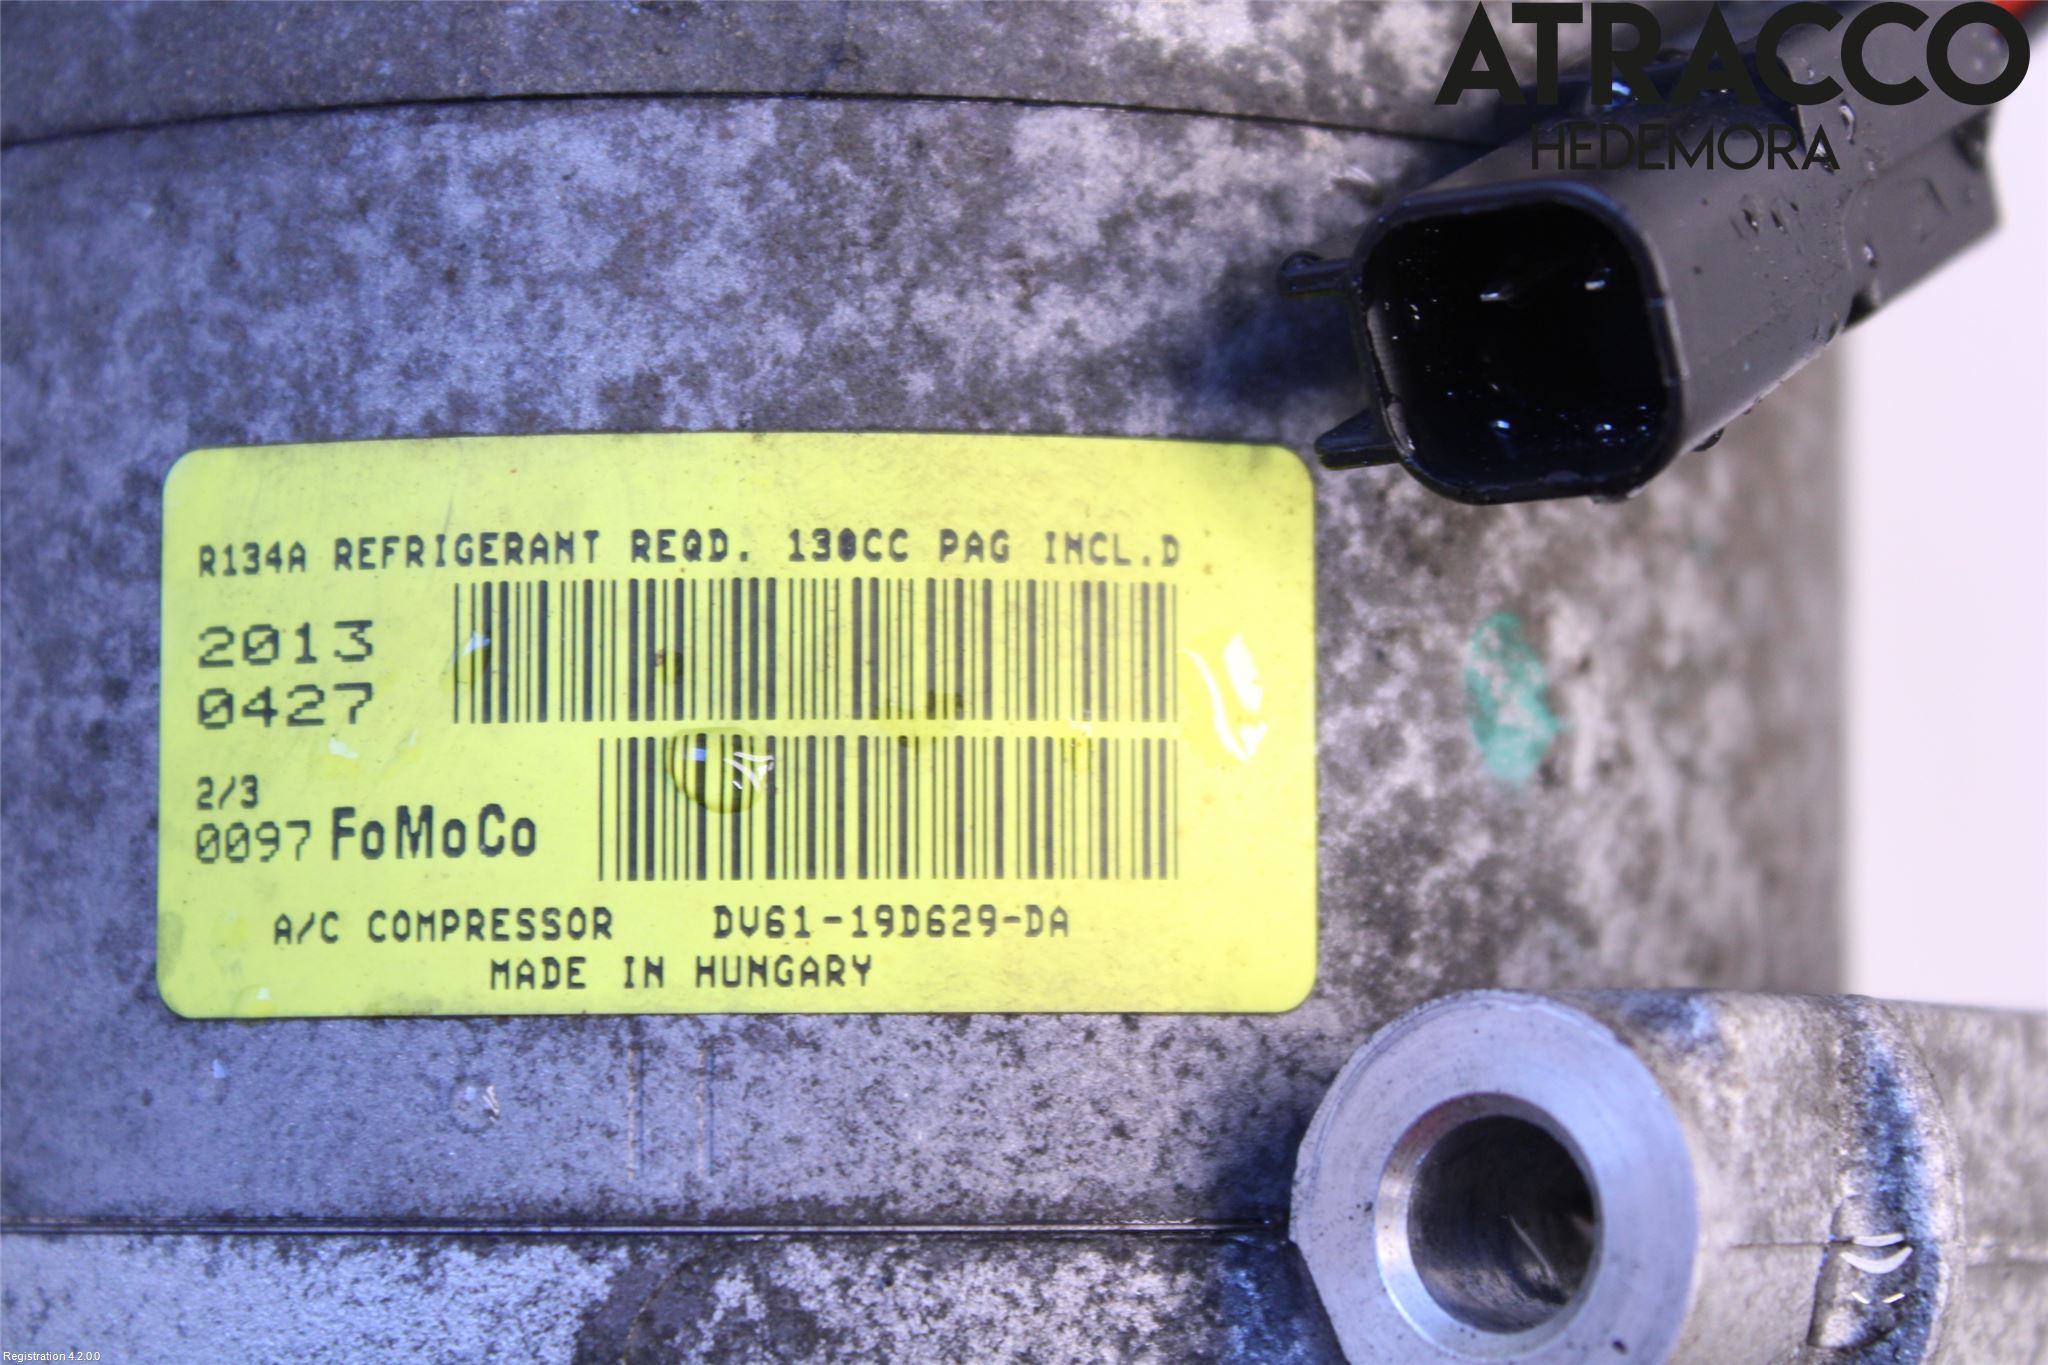 ATRACCO
HEDEMORA
R134A REFRIGERANT REQD. 130CC PAG INCL.D
2013
0427
2/3
0097 FoMoCo
A/C COMPRESSOR DV61-19D629-DA
MADE IN HUNGARY
Registration 4.2.0.0